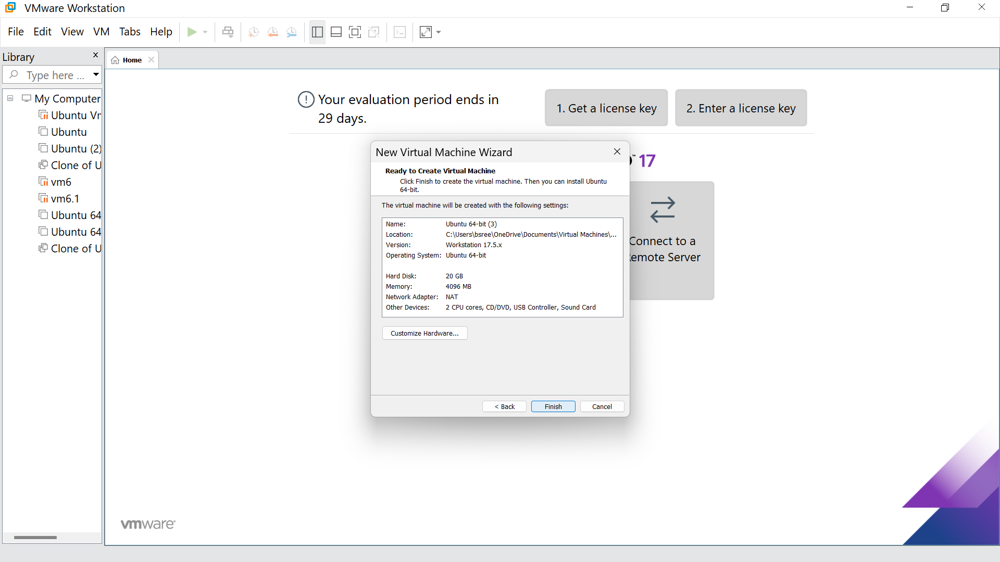 VMware Workstation
File Edit View VM Tabs Help
Library
Type here ...
Home
My Computer
Ubuntu Vr
Ubuntu
Ubuntu (2)
Clone of U
vm6
vm6.1
Ubuntu 64
Ubuntu 64
Clone of U
Your evaluation period ends in
29 days.
1. Get a license key
2. Enter a license key
™ 17
New Virtual Machine Wizard
Ready to Create Virtual Machine
Click Finish to create the virtual machine. Then you can install Ubuntu
64-bit.
The virtual machine will be created with the following settings:
Name: Ubuntu 64-bit (3)
Location: C:\Users\bsree\OneDrive\Documents\Virtual Machines\...
Version: Workstation 17.5.x
Operating System: Ubuntu 64-bit
Hard Disk: 20 GB
Memory: 4096 MB
Network Adapter: NAT
Other Devices: 2 CPU cores, CD/DVD, USB Controller, Sound Card
Customize Hardware...
< Back
Finish
Cancel
Connect to a
Remote Server
vmware